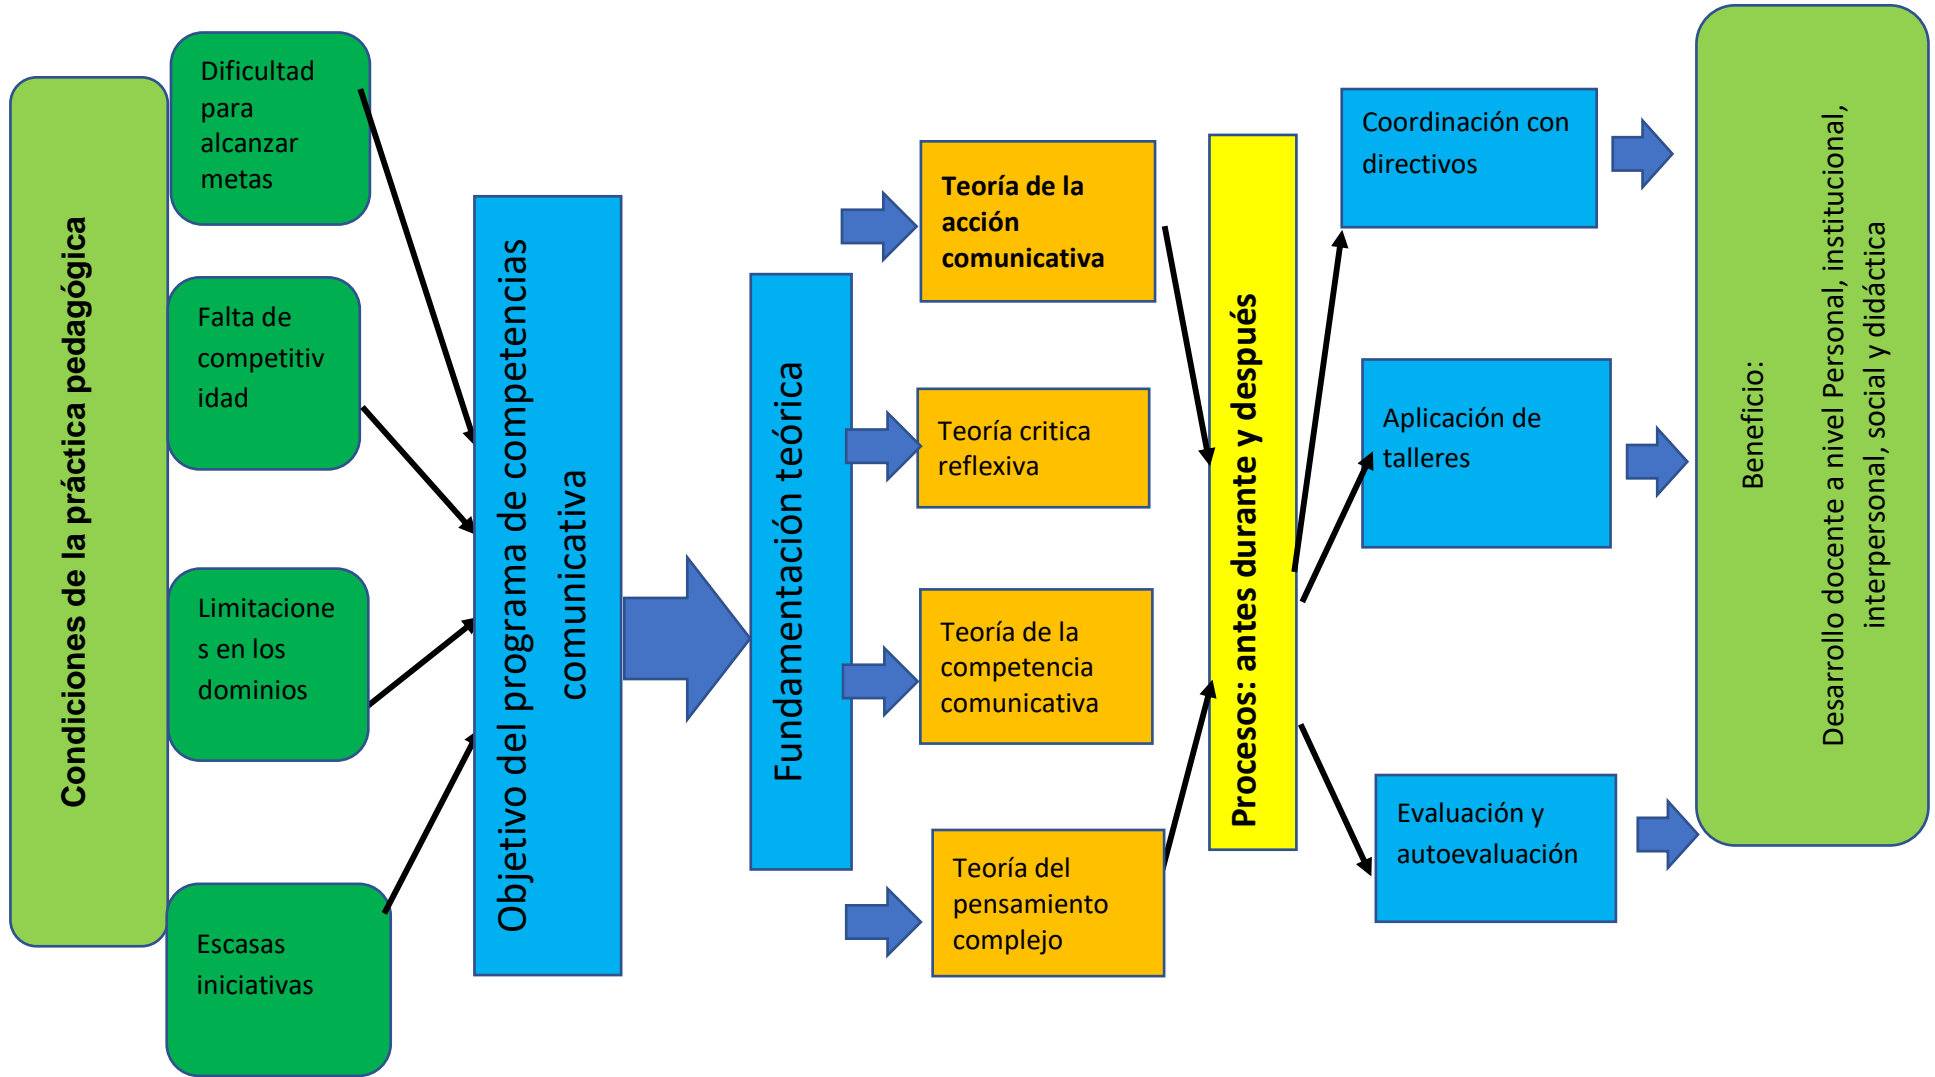 Condiciones de la práctica pedagógica
Dificultad
para
alcanzar
metas
Falta de
competitiv
idad
Limitacione
s en los
dominios
Escasas
iniciativas
Objetivo del programa de competencias
comunicativa
Fundamentación teórica
Teoría de la
acción
comunicativa
Teoría critica
reflexiva
Teoría de la
competencia
comunicativa
Teoría del
pensamiento
complejo
Procesos: antes durante y después
Coordinación con
directivos
Aplicación de
talleres
Evaluación y
autoevaluación
Beneficio:
Desarrollo docente a nivel Personal, institucional,
interpersonal, social y didáctica